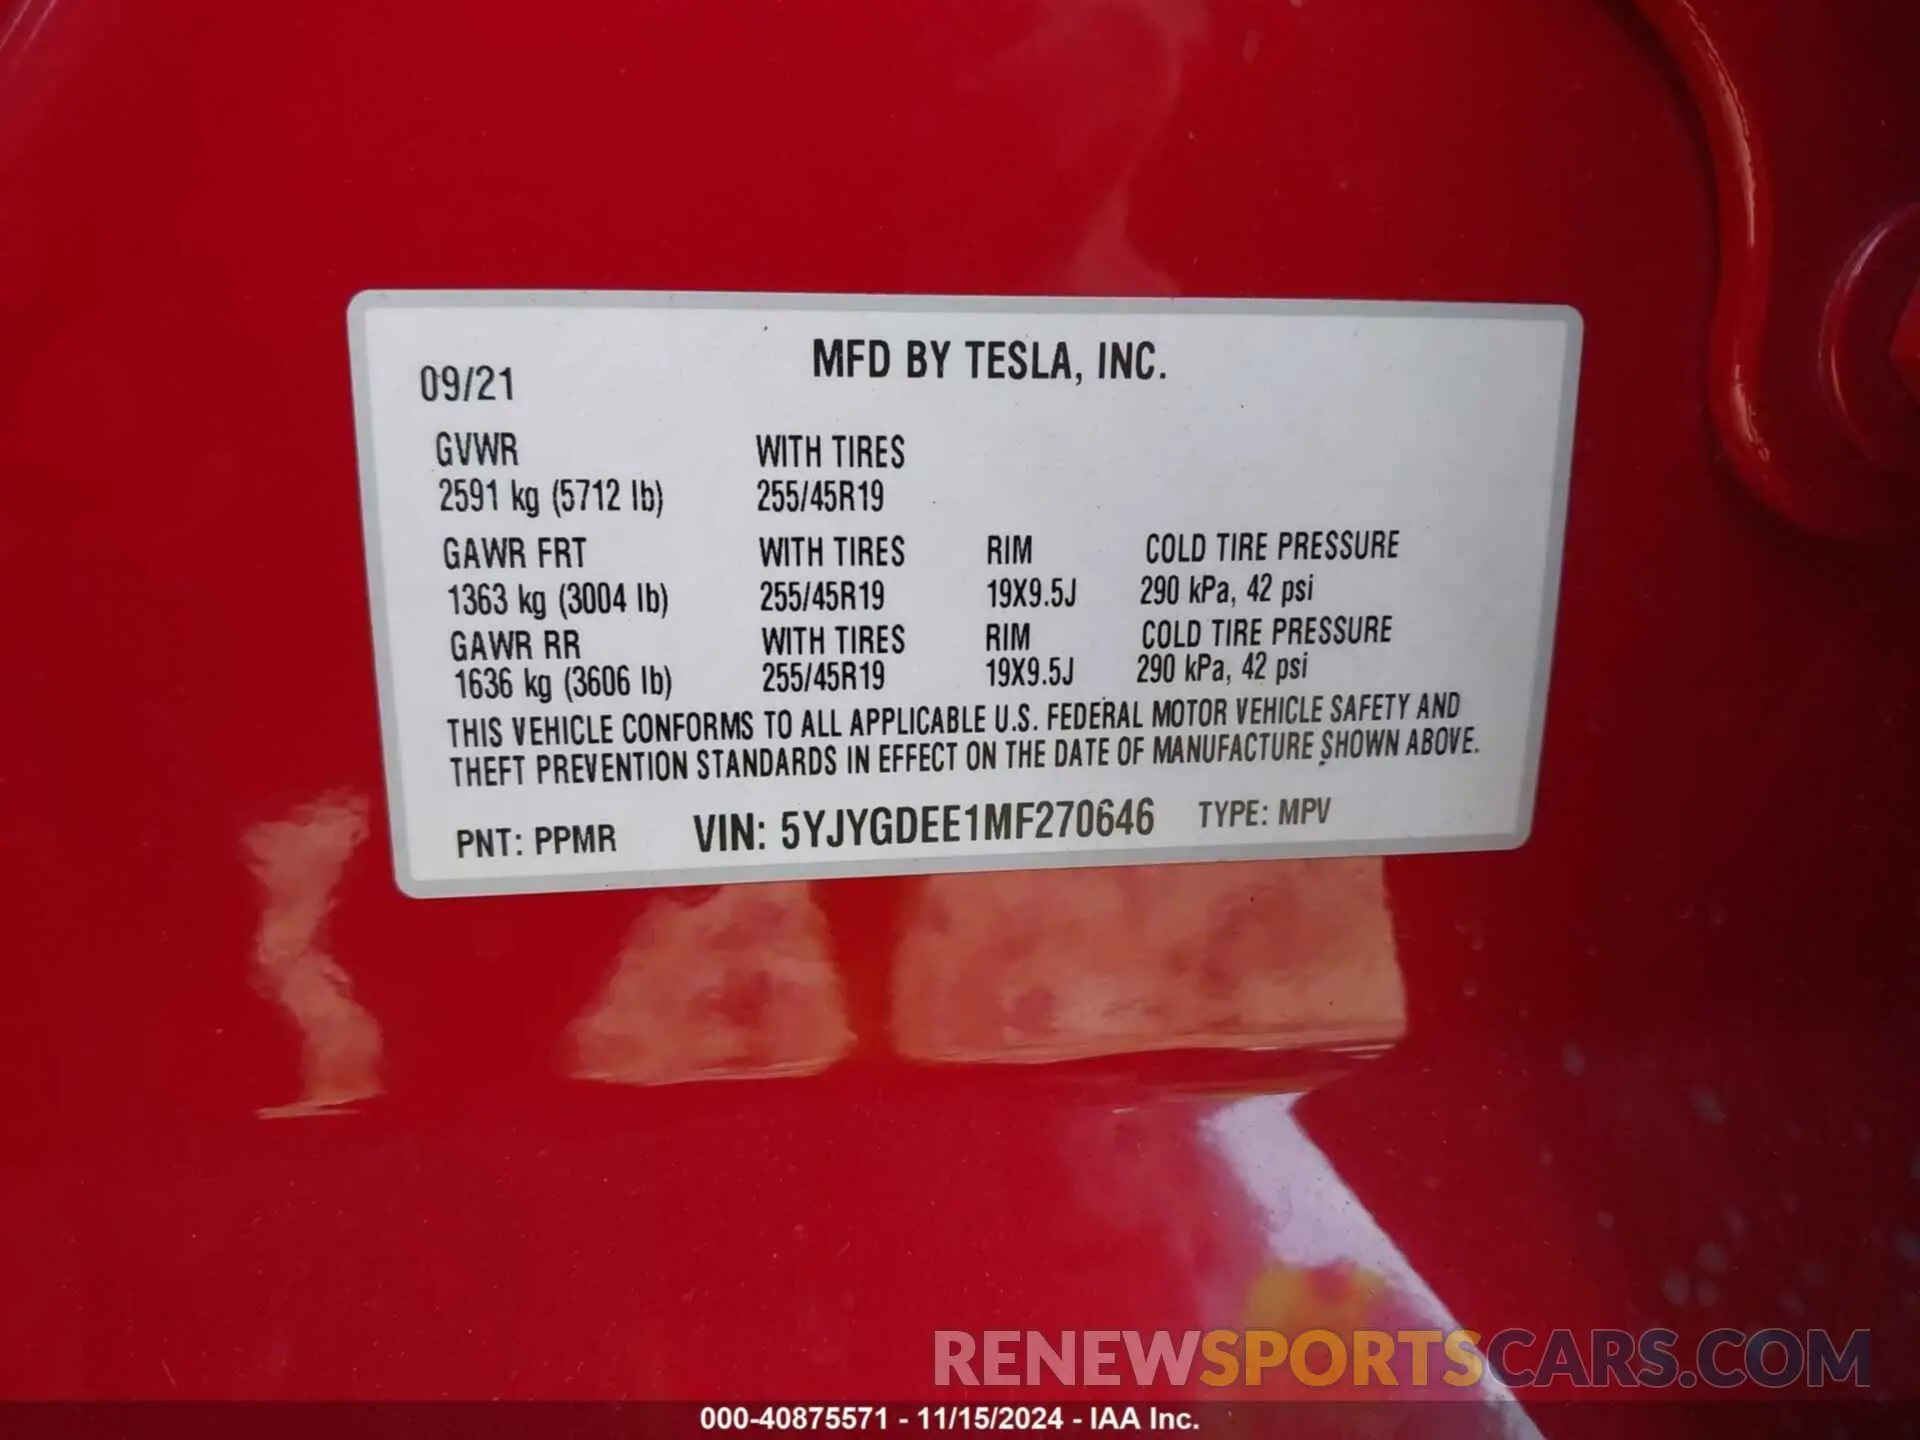 MFD BY TESLA, INC.
09/21
GVWR WITH TIRES
2591 kg (5712 lb) 255/45R19
GAWR FRT WITH TIRES RIM COLD TIRE PRESSURE
1363 kg (3004 lb) 255/45R19 19X9.5J 290 kPa, 42 psi
GAWR RR WITH TIRES RIM COLD TIRE PRESSURE
1636 kg (3606 lb) 255/45R19 19X9.5J 290 kPa, 42 psi
THIS VEHICLE CONFORMS TO ALL APPLICABLE U.S. FEDERAL MOTOR VEHICLE SAFETY AND
THEFT PREVENTION STANDARDS IN EFFECT ON THE DATE OF MANUFACTURE SHOWN ABOVE.
PNT: PPMR VIN: 5YJYGDEE1MF270646 TYPE: MPV
RENEWSPORTSCARS.COM
000-40875571 - 11/15/2024 - IAA Inc.